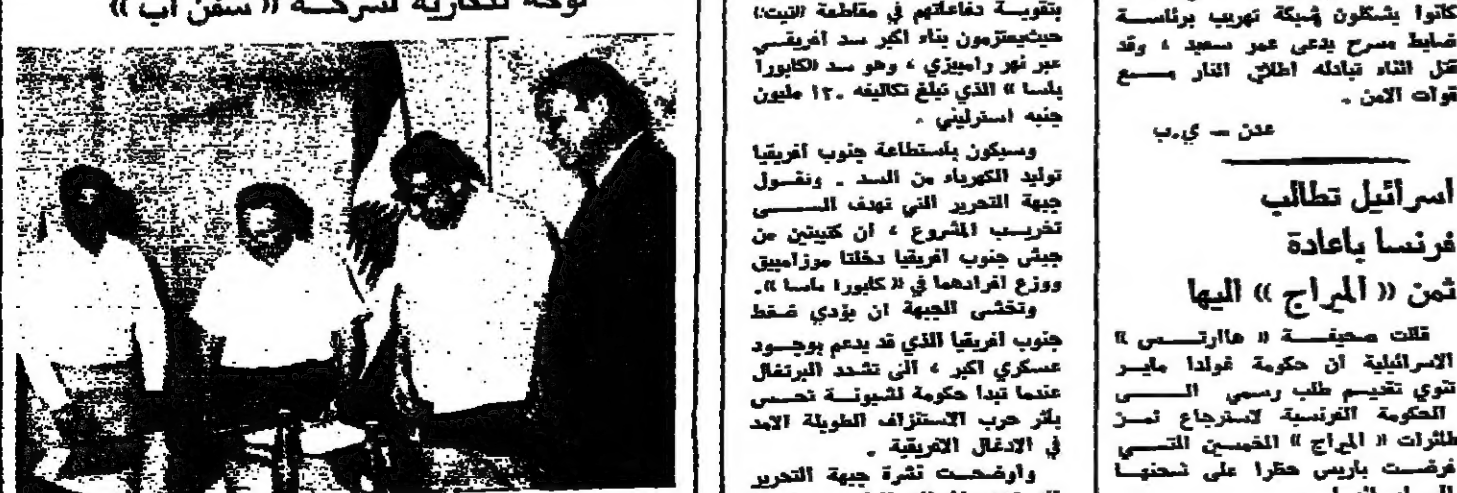 كانوا يشكلون شبكة تهريب برئاسة
ضابط مسرح يدعى عمر سعيد ، وقد
قتل اثناء تبادله اطلاق النار مع
قوات الامن .
عدن — ي.ب
اسرائيل تطالب
فرنسا باعادة
ثمن (( الميراج )) اليها
قالت صحيفة « هاارتس »
الاسرائيلية ان حكومة غولدا ماير
تنوي تقديم طلب رسمي الى
الحكومة الفرنسية لاسترجاع ثمن
طائرات « الميراج » الخمسين التي
فرضت باريس حظرا على شحنها
بتقوية دفاعاتهم في مقاطعة (تيت)
حيث يعتزمون بناء اكبر سد افريقي
عبر نهر رامبيزي ، وهو سد «كابورا
باسا » الذي تبلغ تكاليفه ١٢٠ مليون
جنيه استرليني .
وسيكون باستطاعة جنوب افريقيا
توليد الكهرباء من السد . وتقول
جبهة التحرير التي تهدف الى
تخريب المشروع ، ان كتيبتين من
جيش جنوب افريقيا دخلتا موزامبيق
ووزع افرادهما في « كابورا باسا ».
وتخشى الجبهة ان يؤدي ضغط
جنوب افريقيا الذي قد يدعم بوجود
عسكري اكبر ، الى تشدد البرتغال
عندما تبدا حكومة لشبونة تحس
بأثر حرب الاستنزاف الطويلة الامد
في الادغال الافريقية .
واوضحت نشرة جبهة التحرير
لوحة تذكارية لشركة (( سفن اب ))